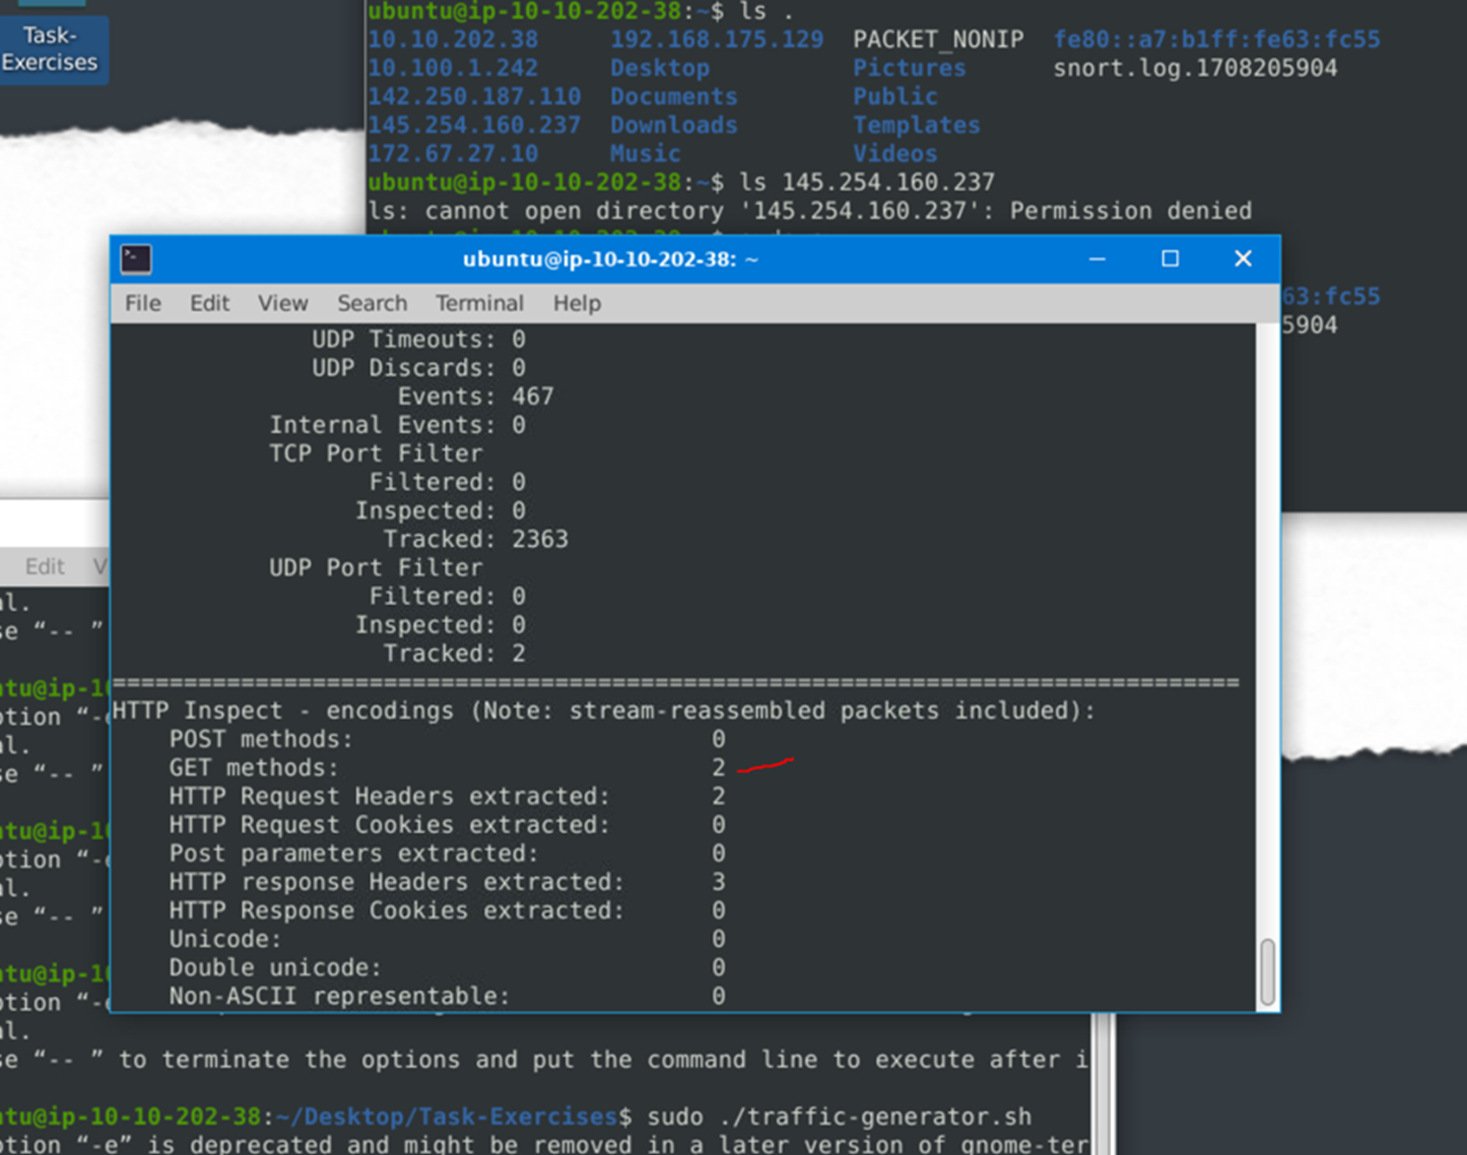 Task-
Exercises
ubuntu@ip-10-10-202-38:~$ ls .
10.10.202.38 192.168.175.129 PACKET_NONIP fe80::a7:b1ff:fe63:fc55
10.100.1.242 Desktop Pictures snort.log.1708205904
142.250.187.110 Documents Public
145.254.160.237 Downloads Templates
172.67.27.10 Music Videos
ubuntu@ip-10-10-202-38:~$ ls 145.254.160.237
ls: cannot open directory '145.254.160.237': Permission denied
63:fc55
5904
ubuntu@ip-10-10-202-38: ~
File Edit View Search Terminal Help
UDP Timeouts: 0
UDP Discards: 0
Events: 467
Internal Events: 0
TCP Port Filter
Filtered: 0
Inspected: 0
Tracked: 2363
UDP Port Filter
Filtered: 0
Inspected: 0
Tracked: 2
===============================================================================
HTTP Inspect - encodings (Note: stream-reassembled packets included):
POST methods: 0
GET methods: 2
HTTP Request Headers extracted: 2
HTTP Request Cookies extracted: 0
Post parameters extracted: 0
HTTP response Headers extracted: 3
HTTP Response Cookies extracted: 0
Unicode: 0
Double unicode: 0
Non-ASCII representable: 0
Edit V
al.
se “-- ”
ntu@ip-1
ption “-e
al.
se “-- ”
ntu@ip-1
ption “-e
al.
se “-- ”
ntu@ip-1
ption “-e
al.
se “-- ” to terminate the options and put the command line to execute after i
ntu@ip-10-10-202-38:~/Desktop/Task-Exercises$ sudo ./traffic-generator.sh
ption “-e” is deprecated and might be removed in a later version of gnome-ter